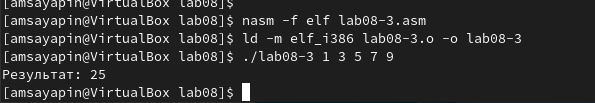 [amsayapin@VirtualBox lab08]$
[amsayapin@VirtualBox lab08]$ nasm -f elf lab08-3.asm
[amsayapin@VirtualBox lab08]$ ld -m elf_i386 lab08-3.o -o lab08-3
[amsayapin@VirtualBox lab08]$ ./lab08-3 1 3 5 7 9
Результат: 25
[amsayapin@VirtualBox lab08]$